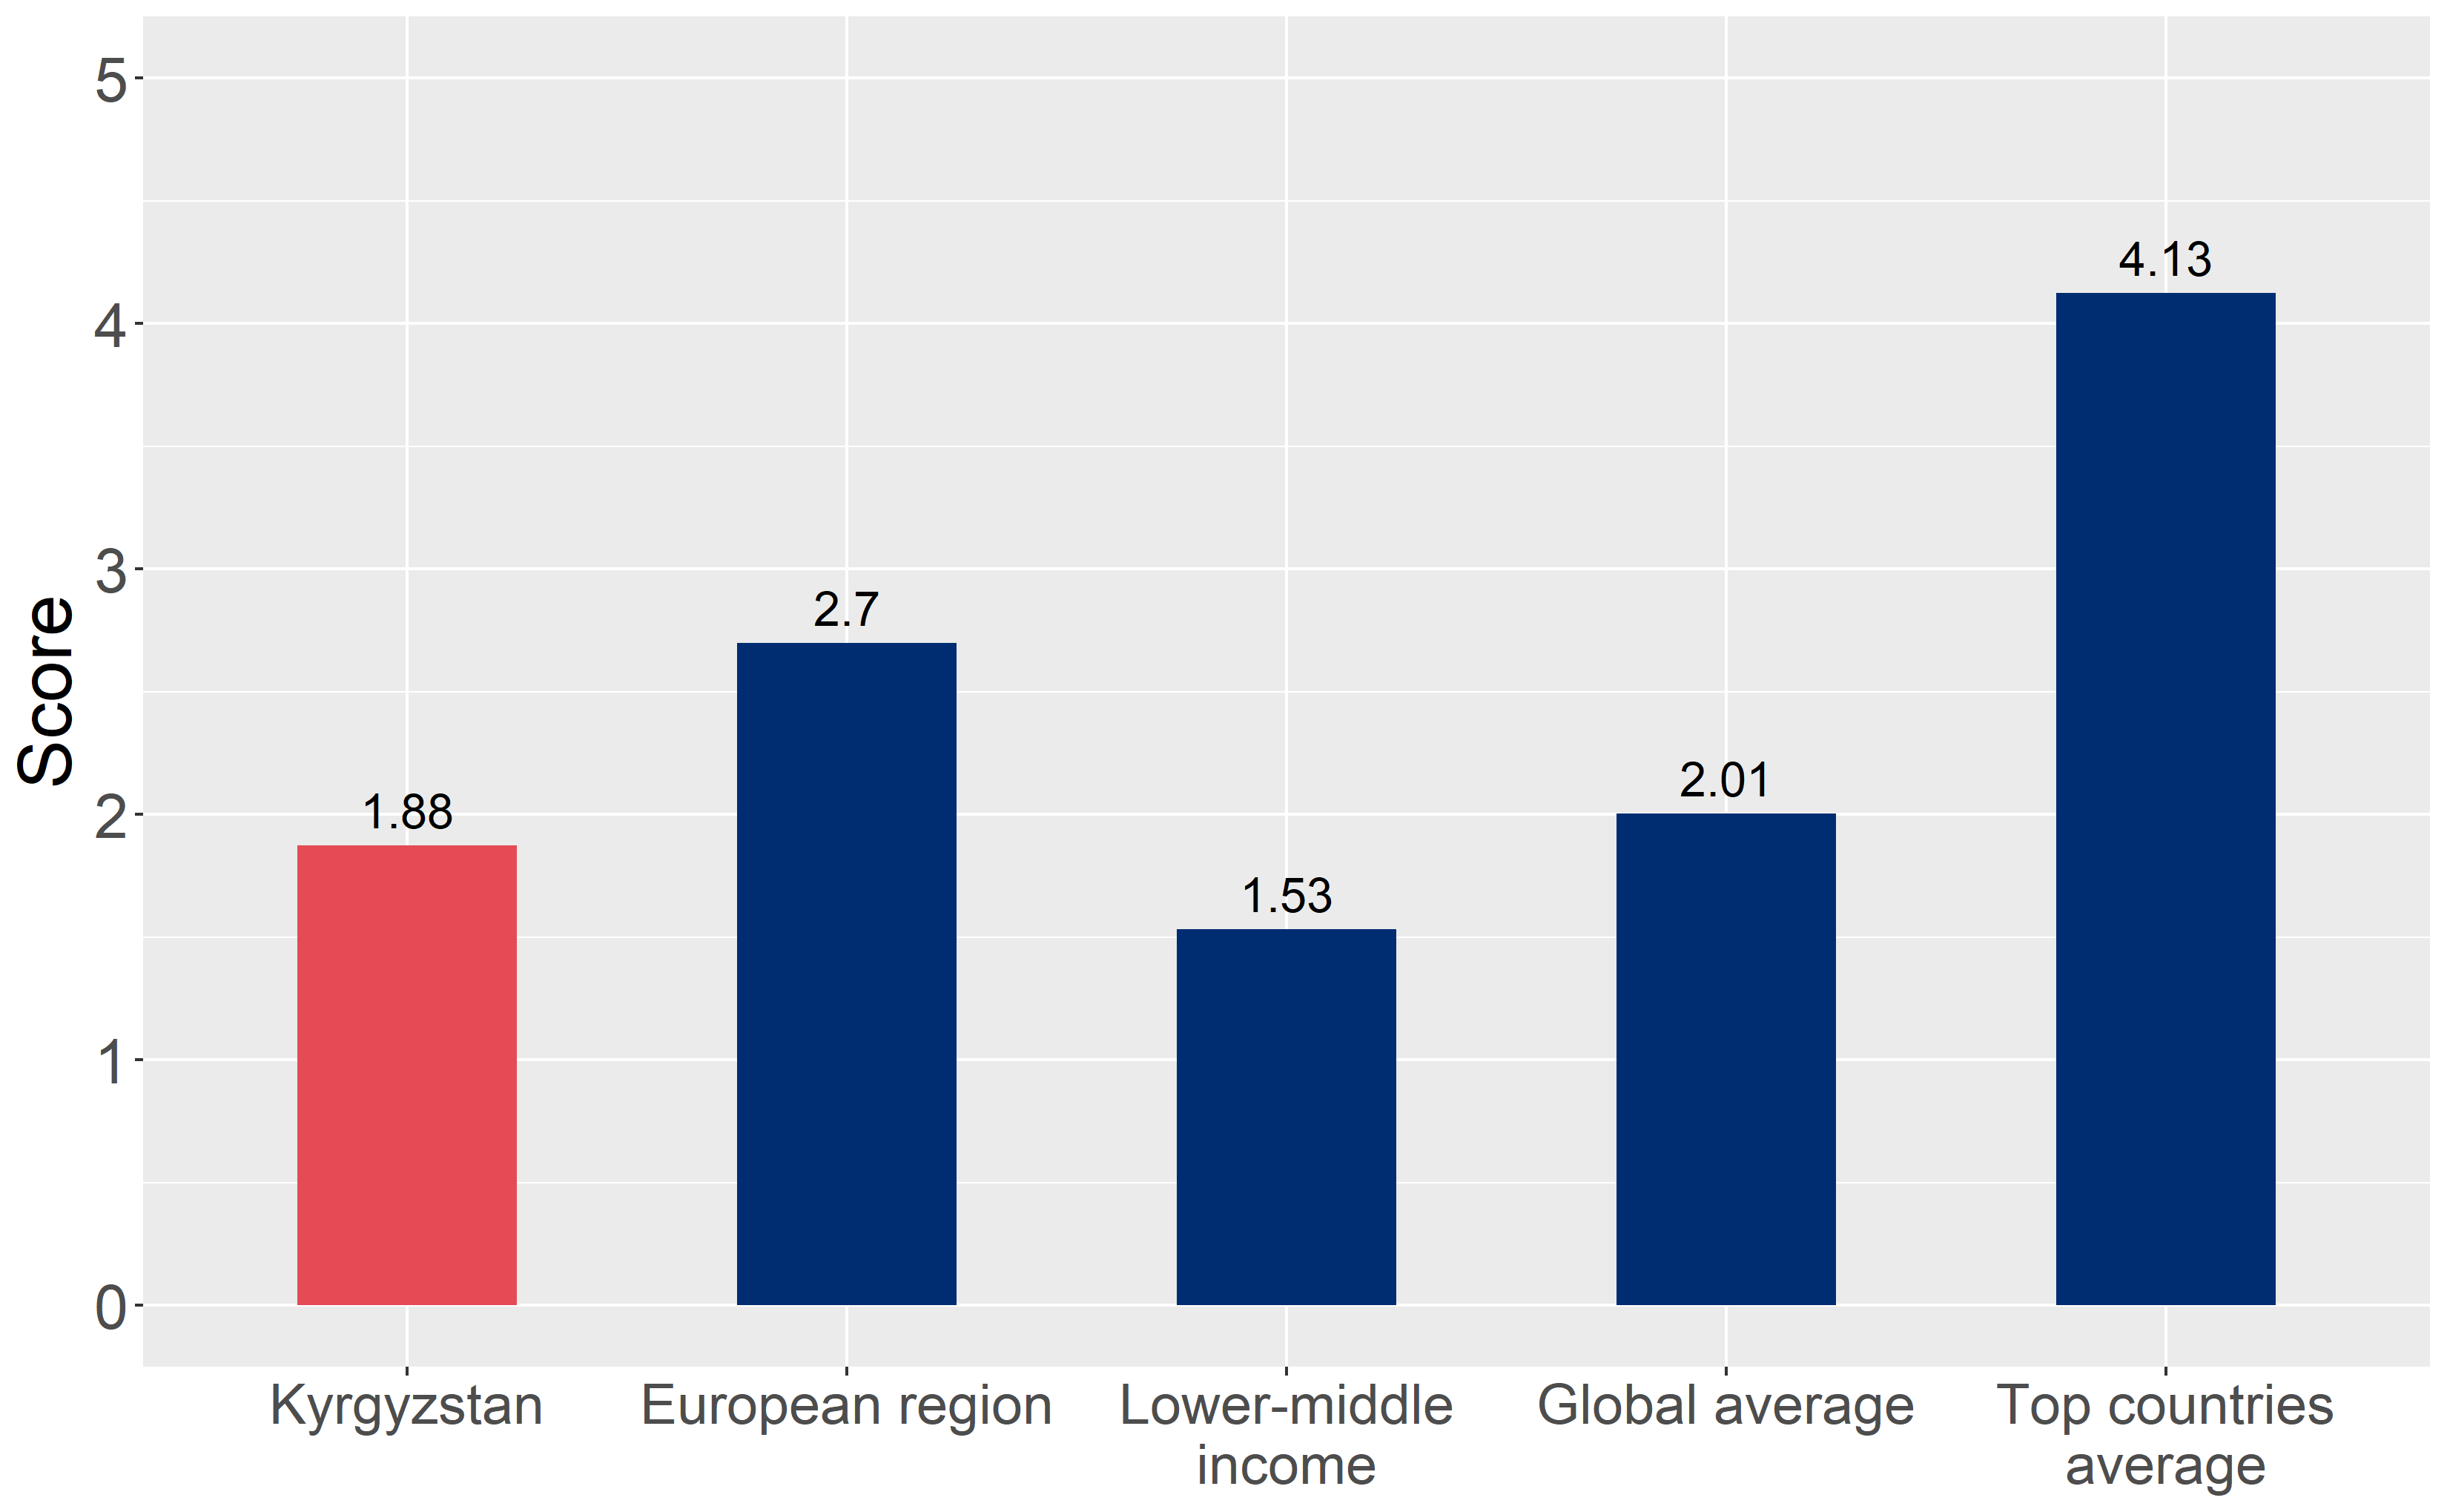 Score
5
4
3
2
1
0
1.88
2.7
1.53
2.01
4.13
Kyrgyzstan
European region
Lower-middle
income
Global average
Top countries
average